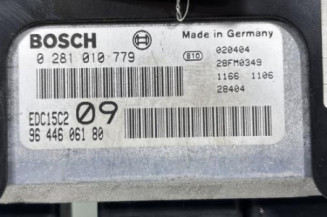 BOSCH Made in Germany
0 281 010 779
810 020404
28FM0349
1166 1106
28404
EDC15C2 09
96 446 061 80